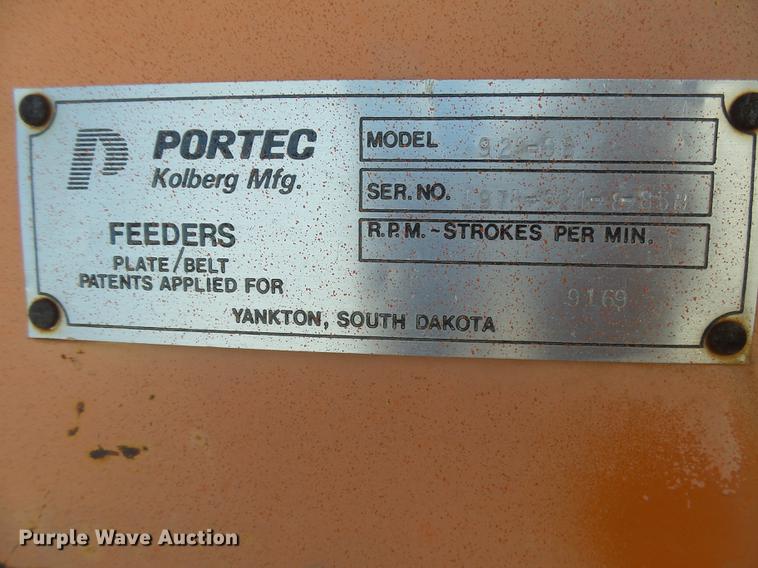 PORTEC
Kolberg Mfg.
FEEDERS
PLATE/BELT
PATENTS APPLIED FOR
MODEL
SER. NO.
R.P.M. ~ STROKES PER MIN.
9169
YANKTON, SOUTH DAKOTA
Purple Wave Auction